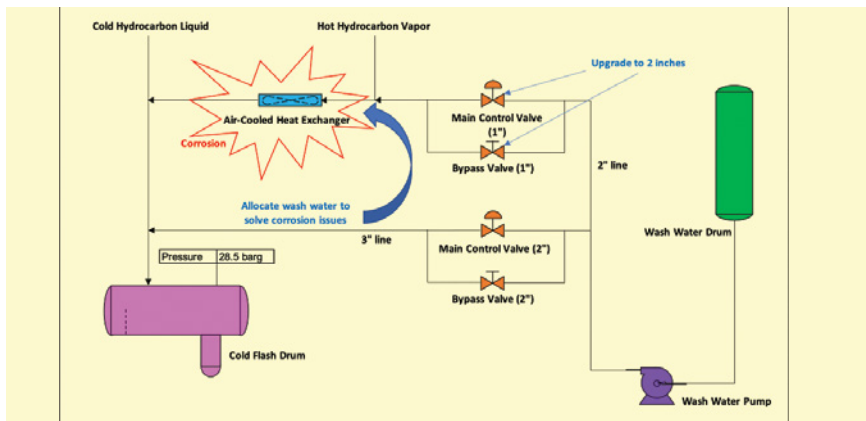 Cold Hydrocarbon Liquid
Hot Hydrocarbon Vapor
Upgrade to 2 inches
Air-Cooled Heat Exchanger
Corrosion
Main Control Valve
(1")
Bypass Valve (1")
2" line
Allocate wash water to
solve corrosion issues
3" line
Main Control Valve (2")
Wash Water Drum
Pressure 28.5 barg
Bypass Valve (2")
Cold Flash Drum
Wash Water Pump